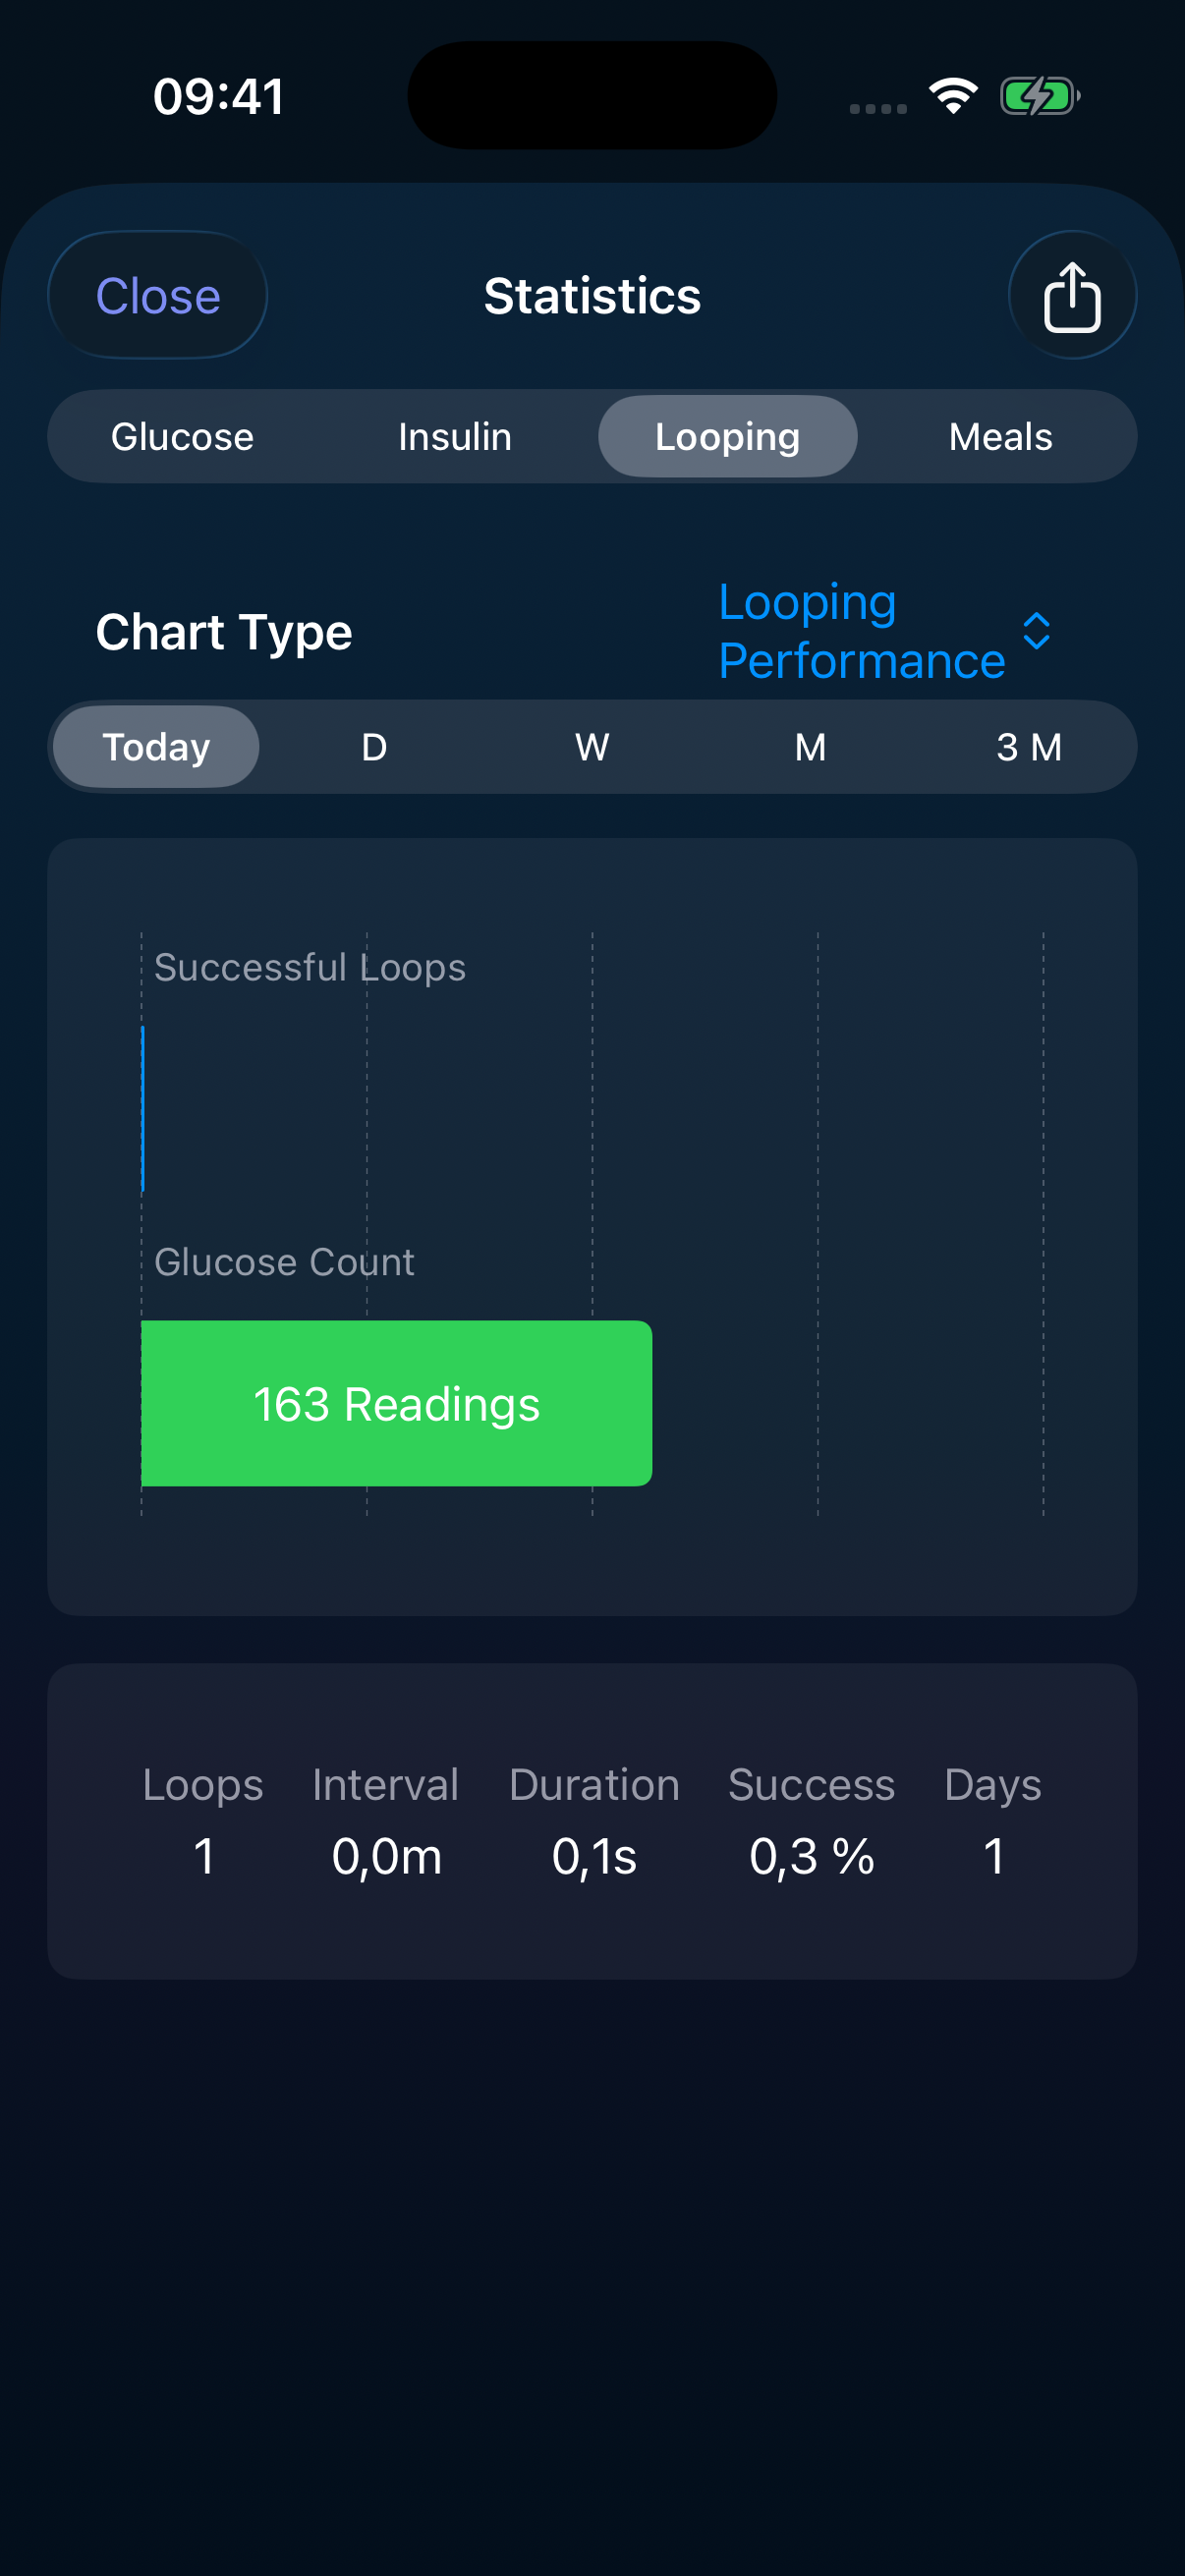 09:41
Close
Statistics
Glucose
Insulin
Looping
Meals
Chart Type
Looping
Performance
Today
D
W
M
3 M
Successful Loops
Glucose Count
163 Readings
Loops
Interval
Duration
Success
Days
1
0,0m
0,1s
0,3 %
1